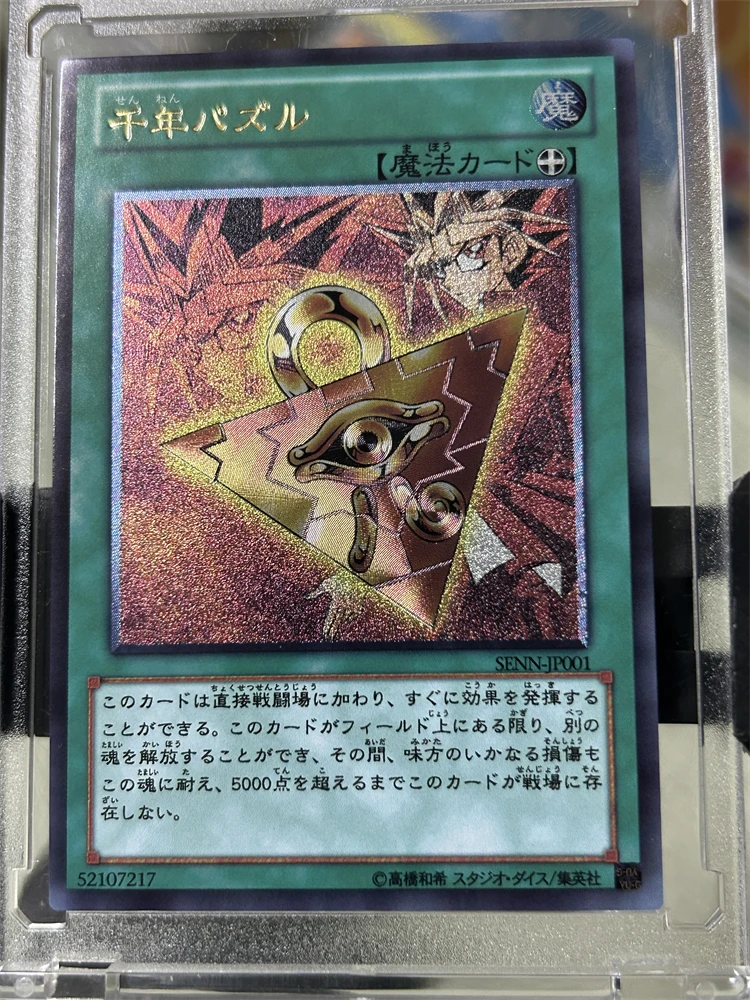 千年パズル
【魔法カード】
SENN-JP001
このカードは直接戦闘場に加わり、すぐに効果を発揮する
ことができる。このカードがフィールド上にある限り、別の
魂を解放することができ、その間、味方のいかなる損傷も
この魂に耐え、5000点を超えるまでこのカードが戦場に存
在しない。
52107217
©高橋和希 スタジオ・ダイス/集英社